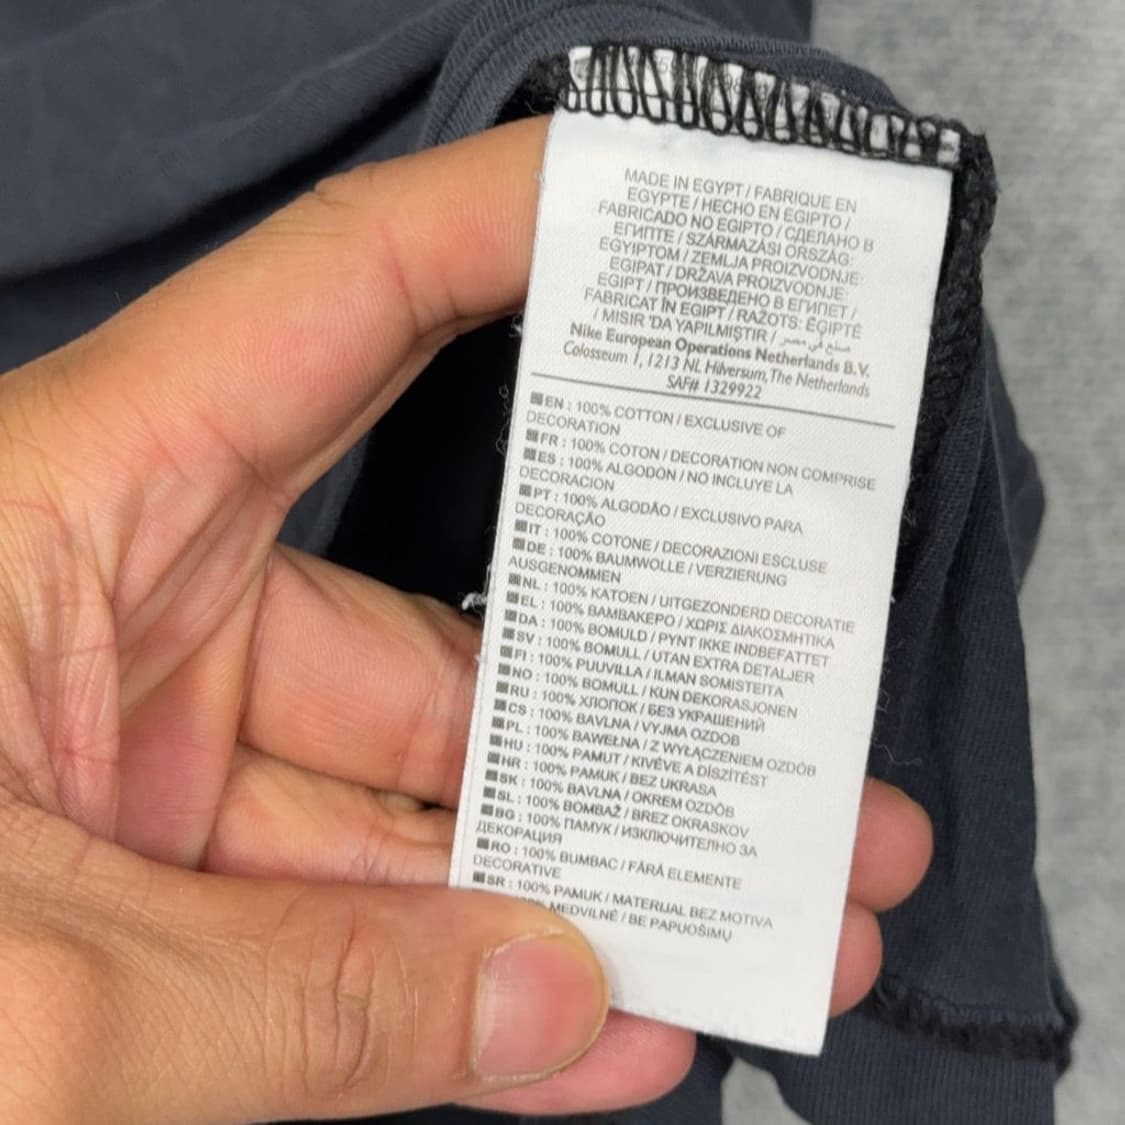 MADE IN EGYPT / FABRIQUE EN
EGYPTE / HECHO EN EGIPTO /
FABRICADO NO EGIPTO / СДЕЛАНО В
ЕГИПТЕ / SZÁRMAZÁSI ORSZÁG:
EGYIPTOM / ZEMLJA PROIZVODNJE:
EGIPAT / DRŽAVA PROIZVODNJE:
EGIPT / ПРОИЗВЕДЕНО В ЕГИПЕТ /
FABRICAT ÎN EGIPT / RAŽOTS: ĒĢIPTĒ
/ MISIR 'DA YAPILMIŞTIR / صنع في مصر
Nike European Operations Netherlands B.V.
Colosseum 1, 1213 NL Hilversum, The Netherlands
SAF# 1329922
EN : 100% COTTON / EXCLUSIVE OF
DECORATION
FR : 100% COTON / DECORATION NON COMPRISE
ES : 100% ALGODON / NO INCLUYE LA
DECORACION
PT : 100% ALGODÃO / EXCLUSIVO PARA
DECORAÇÃO
IT : 100% COTONE / DECORAZIONI ESCLUSE
DE : 100% BAUMWOLLE / VERZIERUNG
AUSGENOMMEN
NL : 100% KATOEN / UITGEZONDERD DECORATIE
EL : 100% ΒΑΜΒΑΚΕΡΟ / ΧΩΡΙΣ ΔΙΑΚΟΣΜΗΤΙΚΑ
DA : 100% BOMULD / PYNT IKKE INDBEFATTET
SV : 100% BOMULL / UTAN EXTRA DETALJER
FI : 100% PUUVILLA / ILMAN SOMISTEITA
NO : 100% BOMULL / KUN DEKORASJONEN
RU : 100% ХЛОПОК / БЕЗ УКРАШЕНИЙ
CS : 100% BAVLNA / VYJMA OZDOB
PL : 100% BAWEŁNA / Z WYŁĄCZENIEM OZDÓB
HU : 100% PAMUT / KIVÉVE A DÍSZÍTÉST
HR : 100% PAMUK / BEZ UKRASA
SK : 100% BAVLNA / OKREM OZDÔB
SL : 100% BOMBAŽ / BREZ OKRASKOV
BG : 100% ПАМУК / ИЗКЛЮЧИТЕЛНО ЗА
ДЕКОРАЦИЯ
RO : 100% BUMBAC / FĂRĂ ELEMENTE
DECORATIVE
SR : 100% PAMUK / MATERIJAL BEZ MOTIVA
MEDVILNĖ / BE PAPUOŠIMŲ